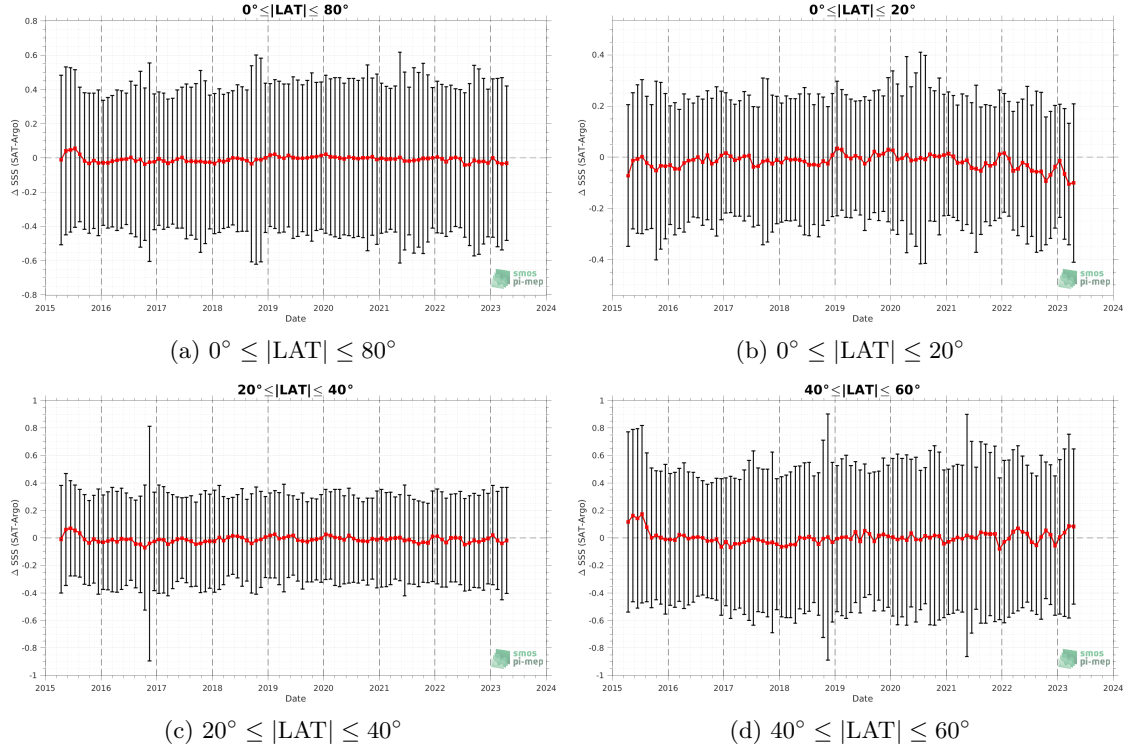 0°≤|LAT|≤ 80°
Δ SSS (SAT-Argo)
0.8
0.6
0.4
0.2
0
-0.2
-0.4
-0.6
-0.8
2015 2016 2017 2018 2019 2020 2021 2022 2023 2024
Date
smos
pi-mep
(a) 0° ≤ |LAT| ≤ 80°
0°≤|LAT|≤ 20°
Δ SSS (SAT-Argo)
0.4
0.2
0
-0.2
-0.4
2015 2016 2017 2018 2019 2020 2021 2022 2023 2024
Date
smos
pi-mep
(b) 0° ≤ |LAT| ≤ 20°
20°≤|LAT|≤ 40°
Δ SSS (SAT-Argo)
1
0.8
0.6
0.4
0.2
0
-0.2
-0.4
-0.6
-0.8
-1
2015 2016 2017 2018 2019 2020 2021 2022 2023 2024
Date
smos
pi-mep
(c) 20° ≤ |LAT| ≤ 40°
40°≤|LAT|≤ 60°
Δ SSS (SAT-Argo)
1
0.8
0.6
0.4
0.2
0
-0.2
-0.4
-0.6
-0.8
-1
2015 2016 2017 2018 2019 2020 2021 2022 2023 2024
Date
smos
pi-mep
(d) 40° ≤ |LAT| ≤ 60°